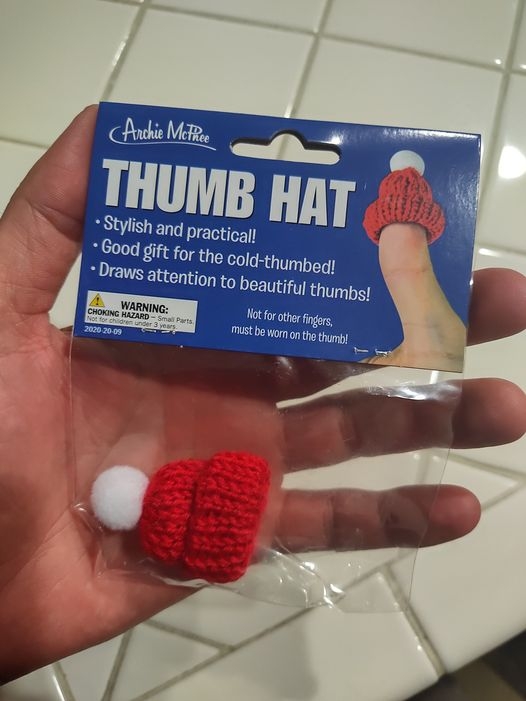 Archie McPhee
THUMB HAT
• Stylish and practical!
• Good gift for the cold-thumbed!
• Draws attention to beautiful thumbs!
WARNING:
CHOKING HAZARD – Small Parts.
Not for children under 3 years.
2020-20-09
Not for other fingers,
must be worn on the thumb!